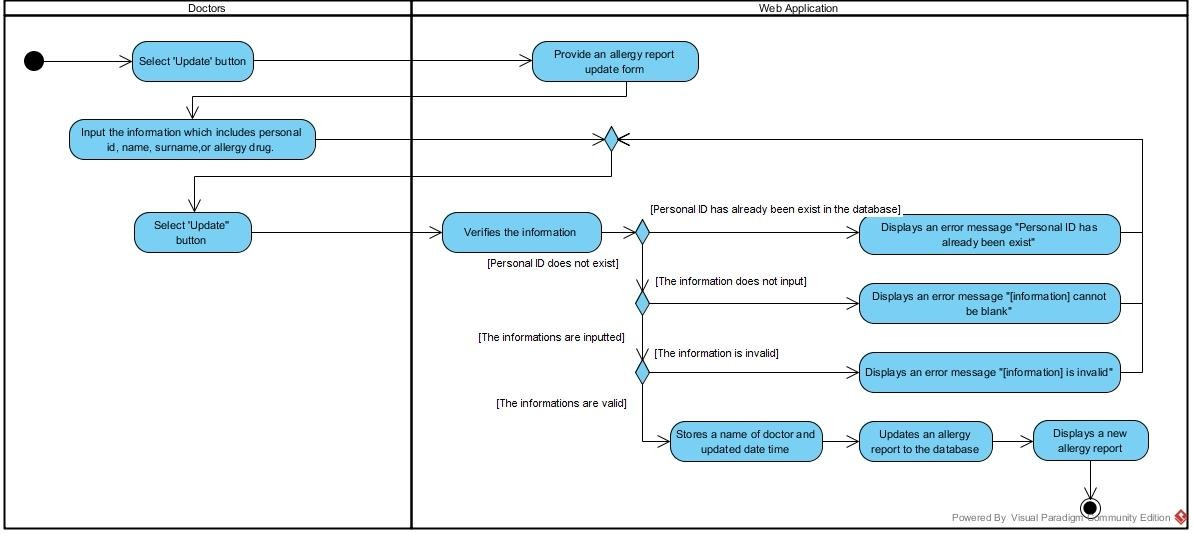 Doctors
Web Application
Select 'Update' button
Provide an allergy report
update form
Input the information which includes personal
id, name, surname,or allergy drug.
[Personal ID has already been exist in the database]
Select 'Update"
button
Verifies the information
Displays an error message "Personal ID has
already been exist"
[Personal ID does not exist]
[The information does not input]
Displays an error message "[information] cannot
be blank"
[The informations are inputted]
[The information is invalid]
Displays an error message "[information] is invalid"
[The informations are valid]
Stores a name of doctor and
updated date time
Updates an allergy
report to the database
Displays a new
allergy report
Powered By Visual Paradigm Community Edition